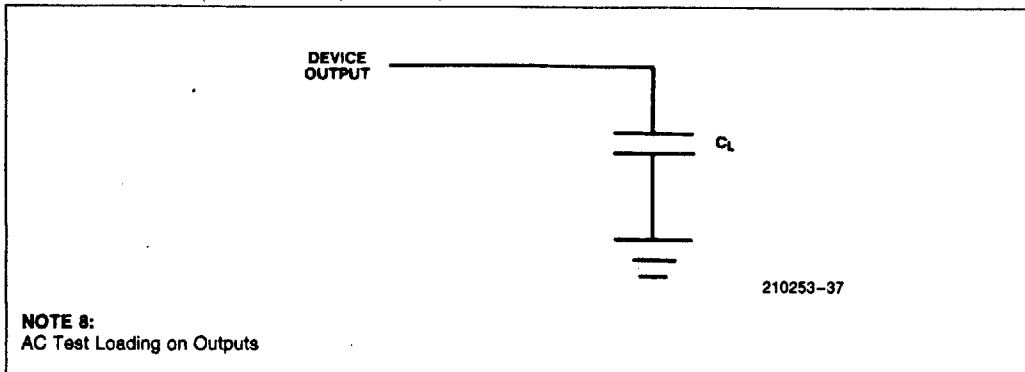 DEVICE
OUTPUT
CL
210253–37
NOTE 8:
AC Test Loading on Outputs